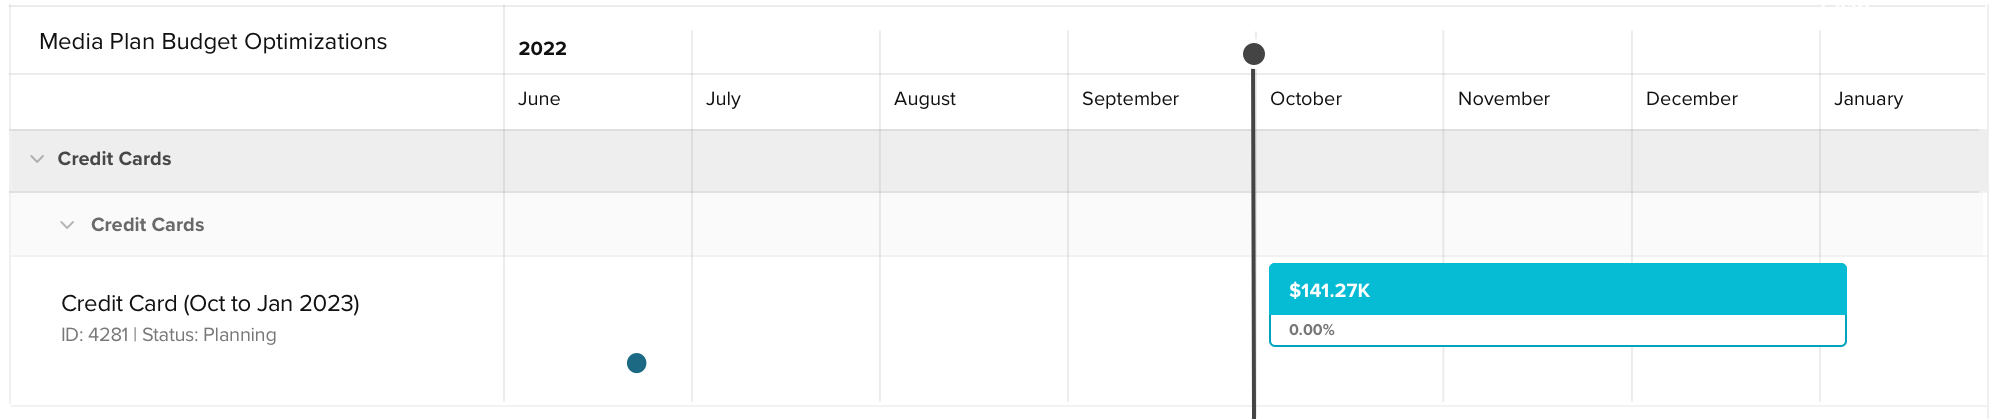 Media Plan Budget Optimizations
2022
June July August September October November December January
Credit Cards
Credit Cards
Credit Card (Oct to Jan 2023)
ID: 4281 | Status: Planning
$141.27K
0.00%